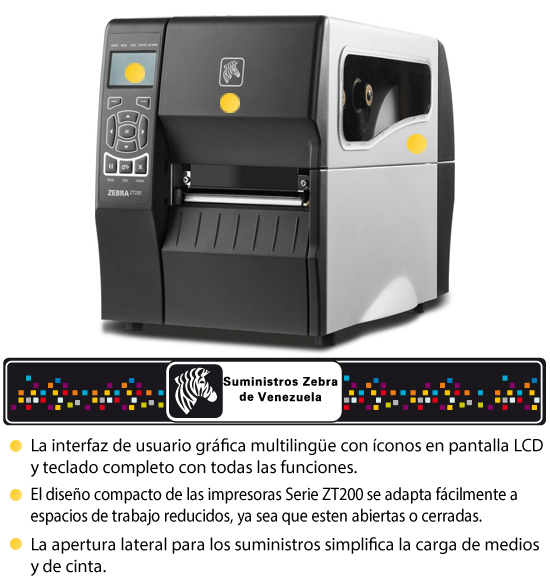 ZEBRA ZT230
Suministros Zebra
de Venezuela
La interfaz de usuario gráfica multilingüe con íconos en pantalla LCD
y teclado completo con todas las funciones.
El diseño compacto de las impresoras Serie ZT200 se adapta fácilmente a
espacios de trabajo reducidos, ya sea que esten abiertas o cerradas.
La apertura lateral para los suministros simplifica la carga de medios
y de cinta.